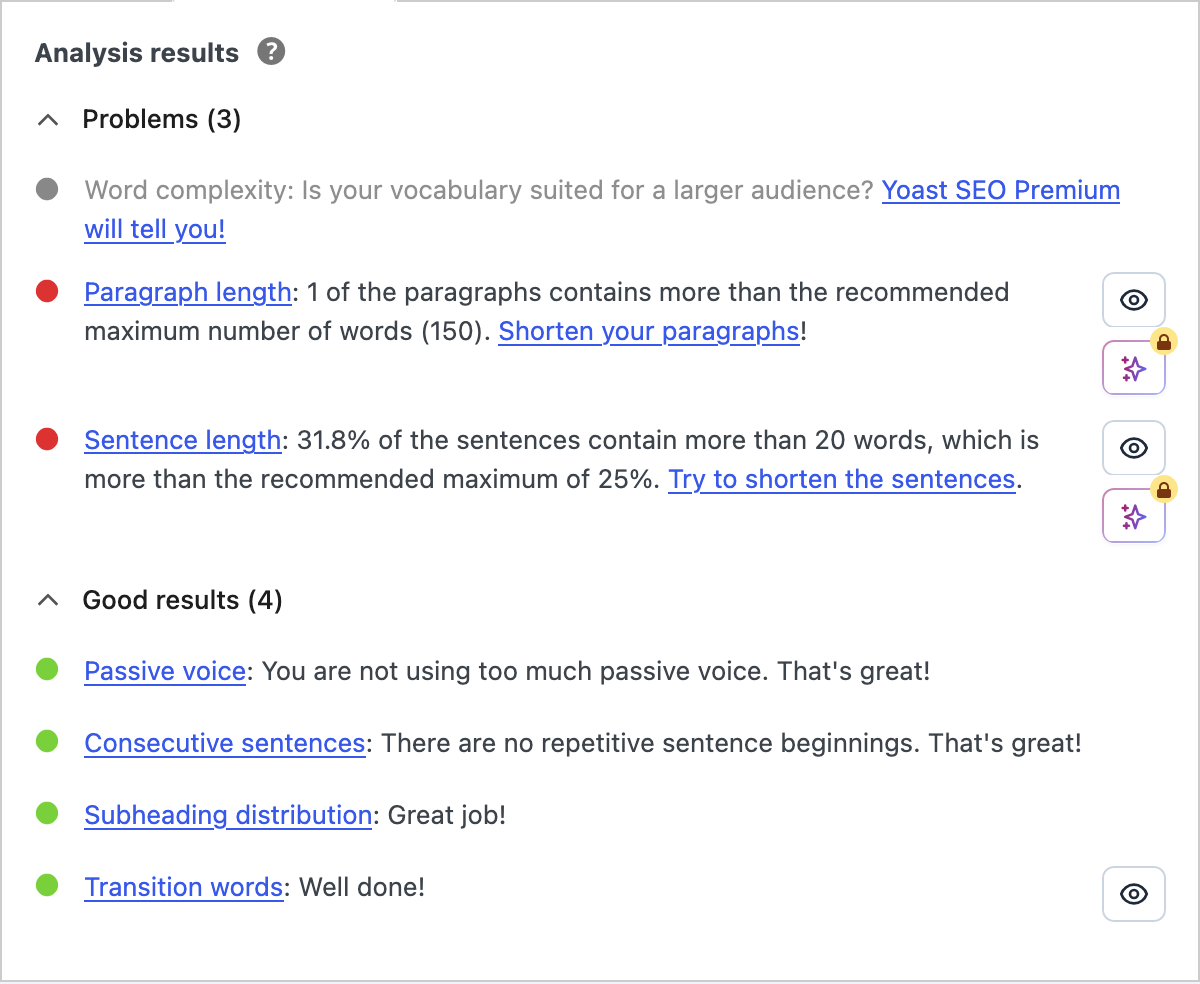 Analysis results ?
Problems (3)
Word complexity: Is your vocabulary suited for a larger audience? Yoast SEO Premium
will tell you!
Paragraph length: 1 of the paragraphs contains more than the recommended
maximum number of words (150). Shorten your paragraphs!
Sentence length: 31.8% of the sentences contain more than 20 words, which is
more than the recommended maximum of 25%. Try to shorten the sentences.
Good results (4)
Passive voice: You are not using too much passive voice. That's great!
Consecutive sentences: There are no repetitive sentence beginnings. That's great!
Subheading distribution: Great job!
Transition words: Well done!